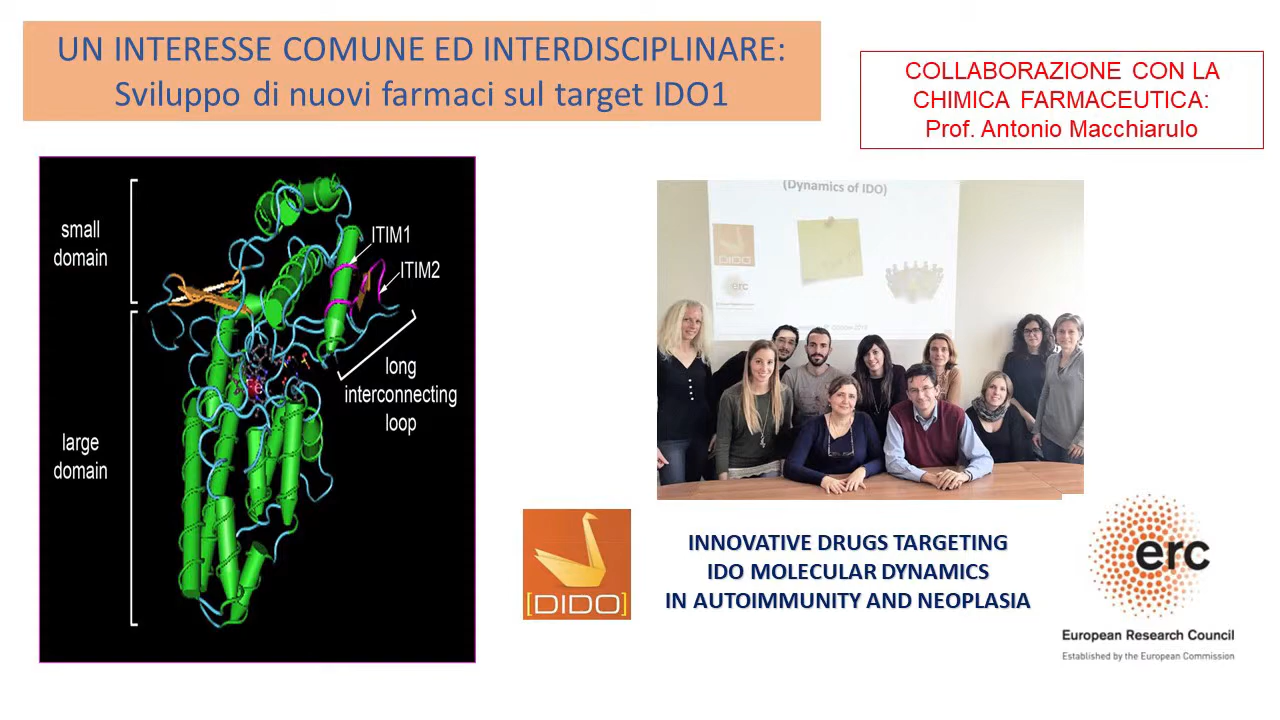 UN INTERESSE COMUNE ED INTERDISCIPLINARE:
Sviluppo di nuovi farmaci sul target IDO1
COLLABORAZIONE CON LA
CHIMICA FARMACEUTICA:
Prof. Antonio Macchiarulo
small
domain
ITIM1
ITIM2
long
interconnecting
loop
large
domain
(Dynamics of IDO)
DIDO
erc
[DIDO]
INNOVATIVE DRUGS TARGETING
IDO MOLECULAR DYNAMICS
IN AUTOIMMUNITY AND NEOPLASIA
erc
European Research Council
Established by the European Commission